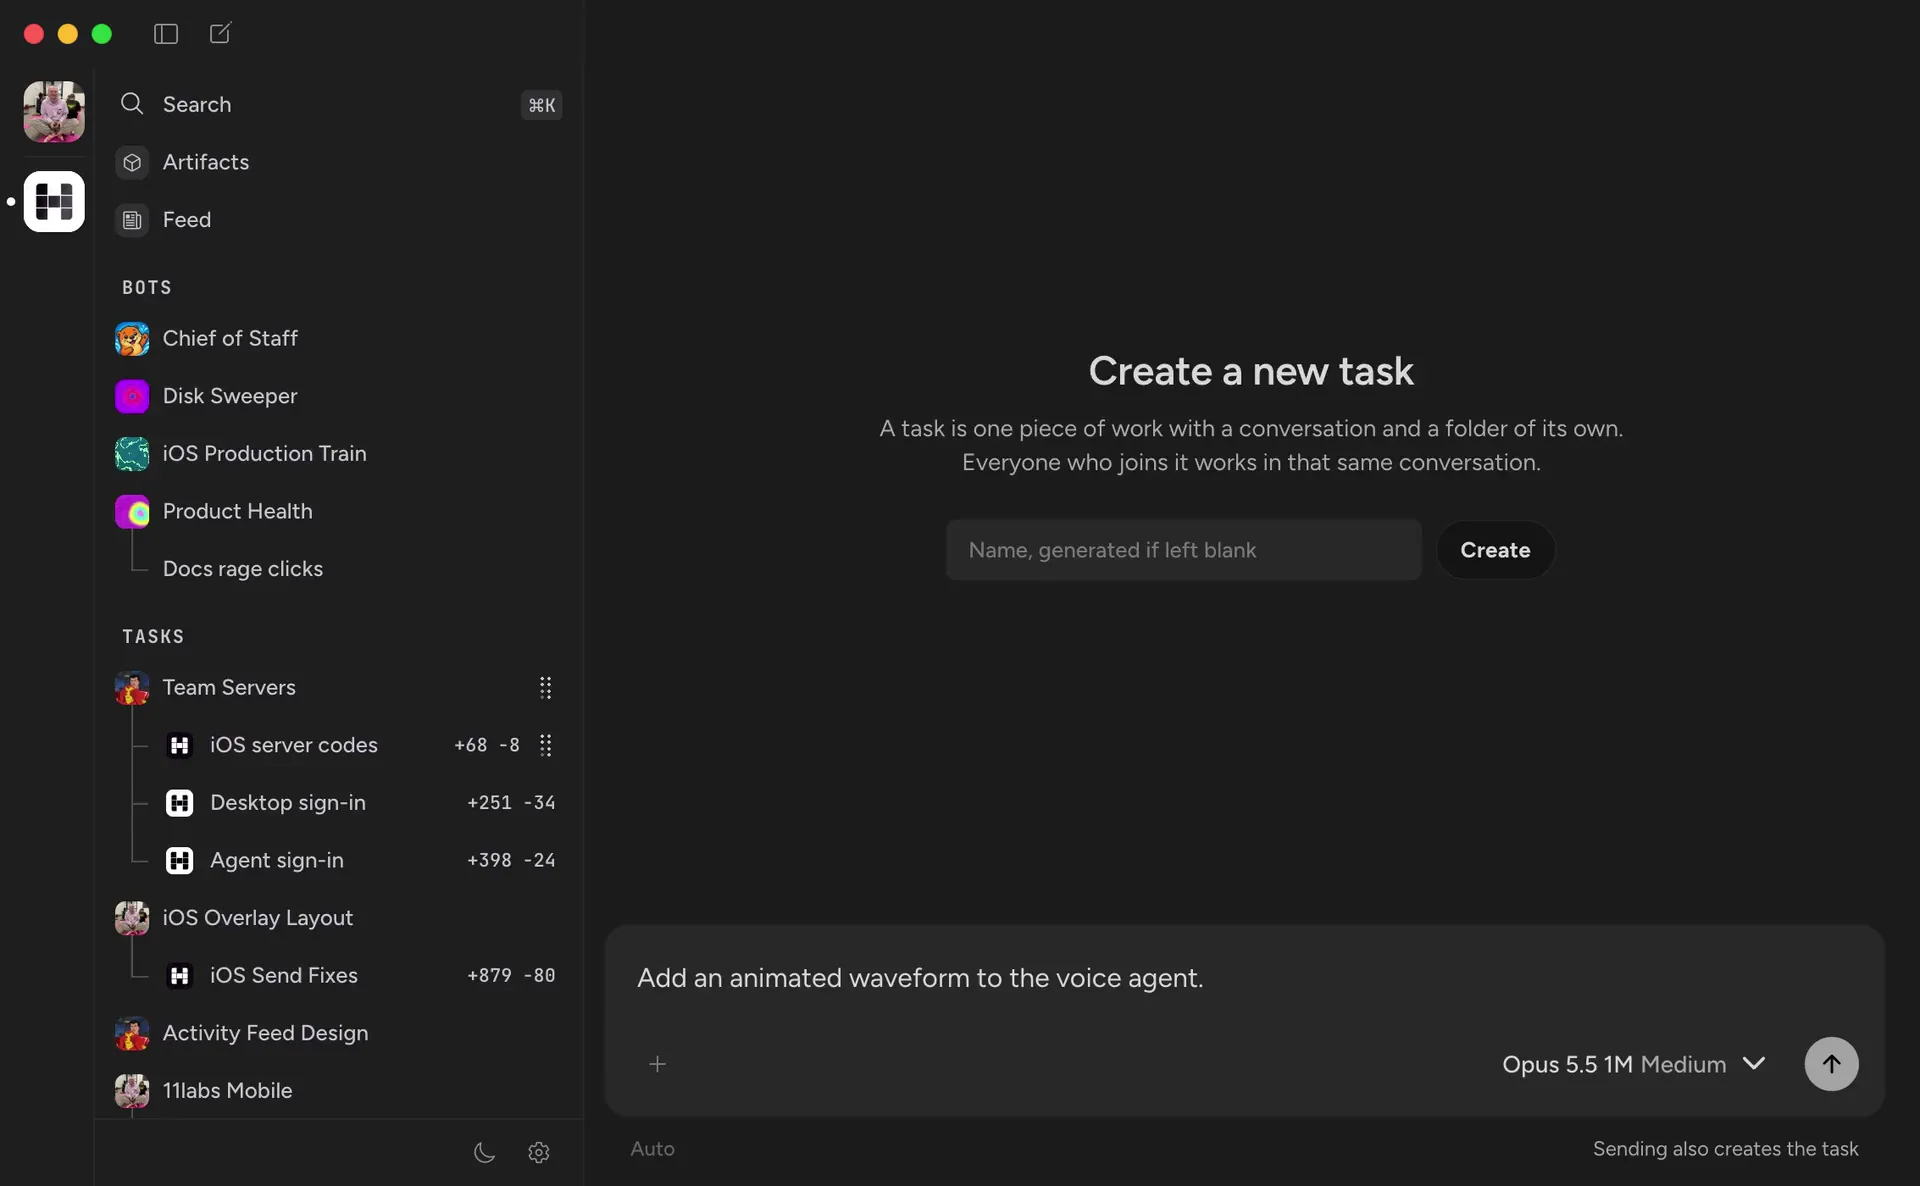 Search
⌘K
Artifacts
Feed
BOTS
Chief of Staff
Disk Sweeper
iOS Production Train
Product Health
Docs rage clicks
TASKS
Team Servers
iOS server codes +68 -8
Desktop sign-in +251 -34
Agent sign-in +398 -24
iOS Overlay Layout
iOS Send Fixes +879 -80
Activity Feed Design
11labs Mobile
Create a new task
A task is one piece of work with a conversation and a folder of its own.
Everyone who joins it works in that same conversation.
Name, generated if left blank
Create
Add an animated waveform to the voice agent.
Opus 5.5 1M Medium
Auto
Sending also creates the task